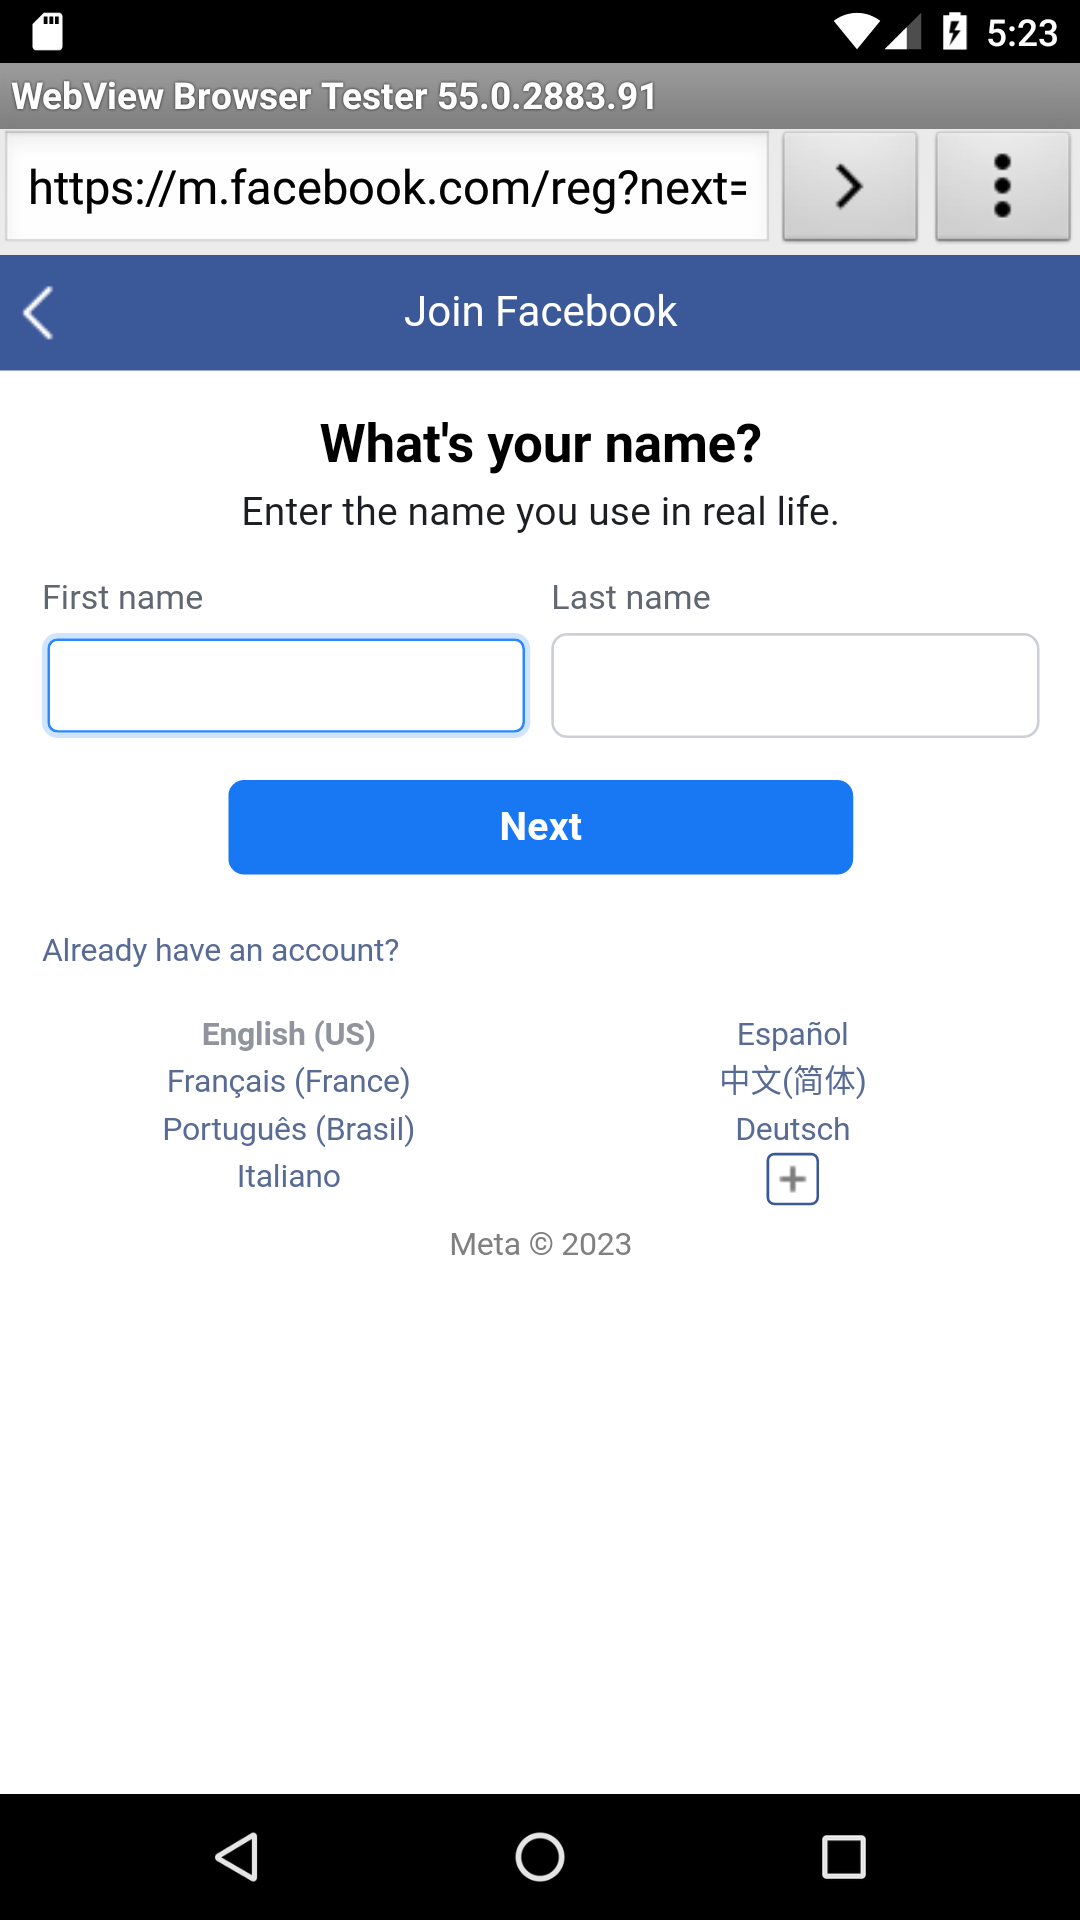 5:23
WebView Browser Tester 55.0.2883.91
https://m.facebook.com/reg?next=
Join Facebook
What's your name?
Enter the name you use in real life.
First name Last name
Next
Already have an account?
English (US) Español
Français (France) 中文(简体)
Português (Brasil) Deutsch
Italiano
Meta © 2023